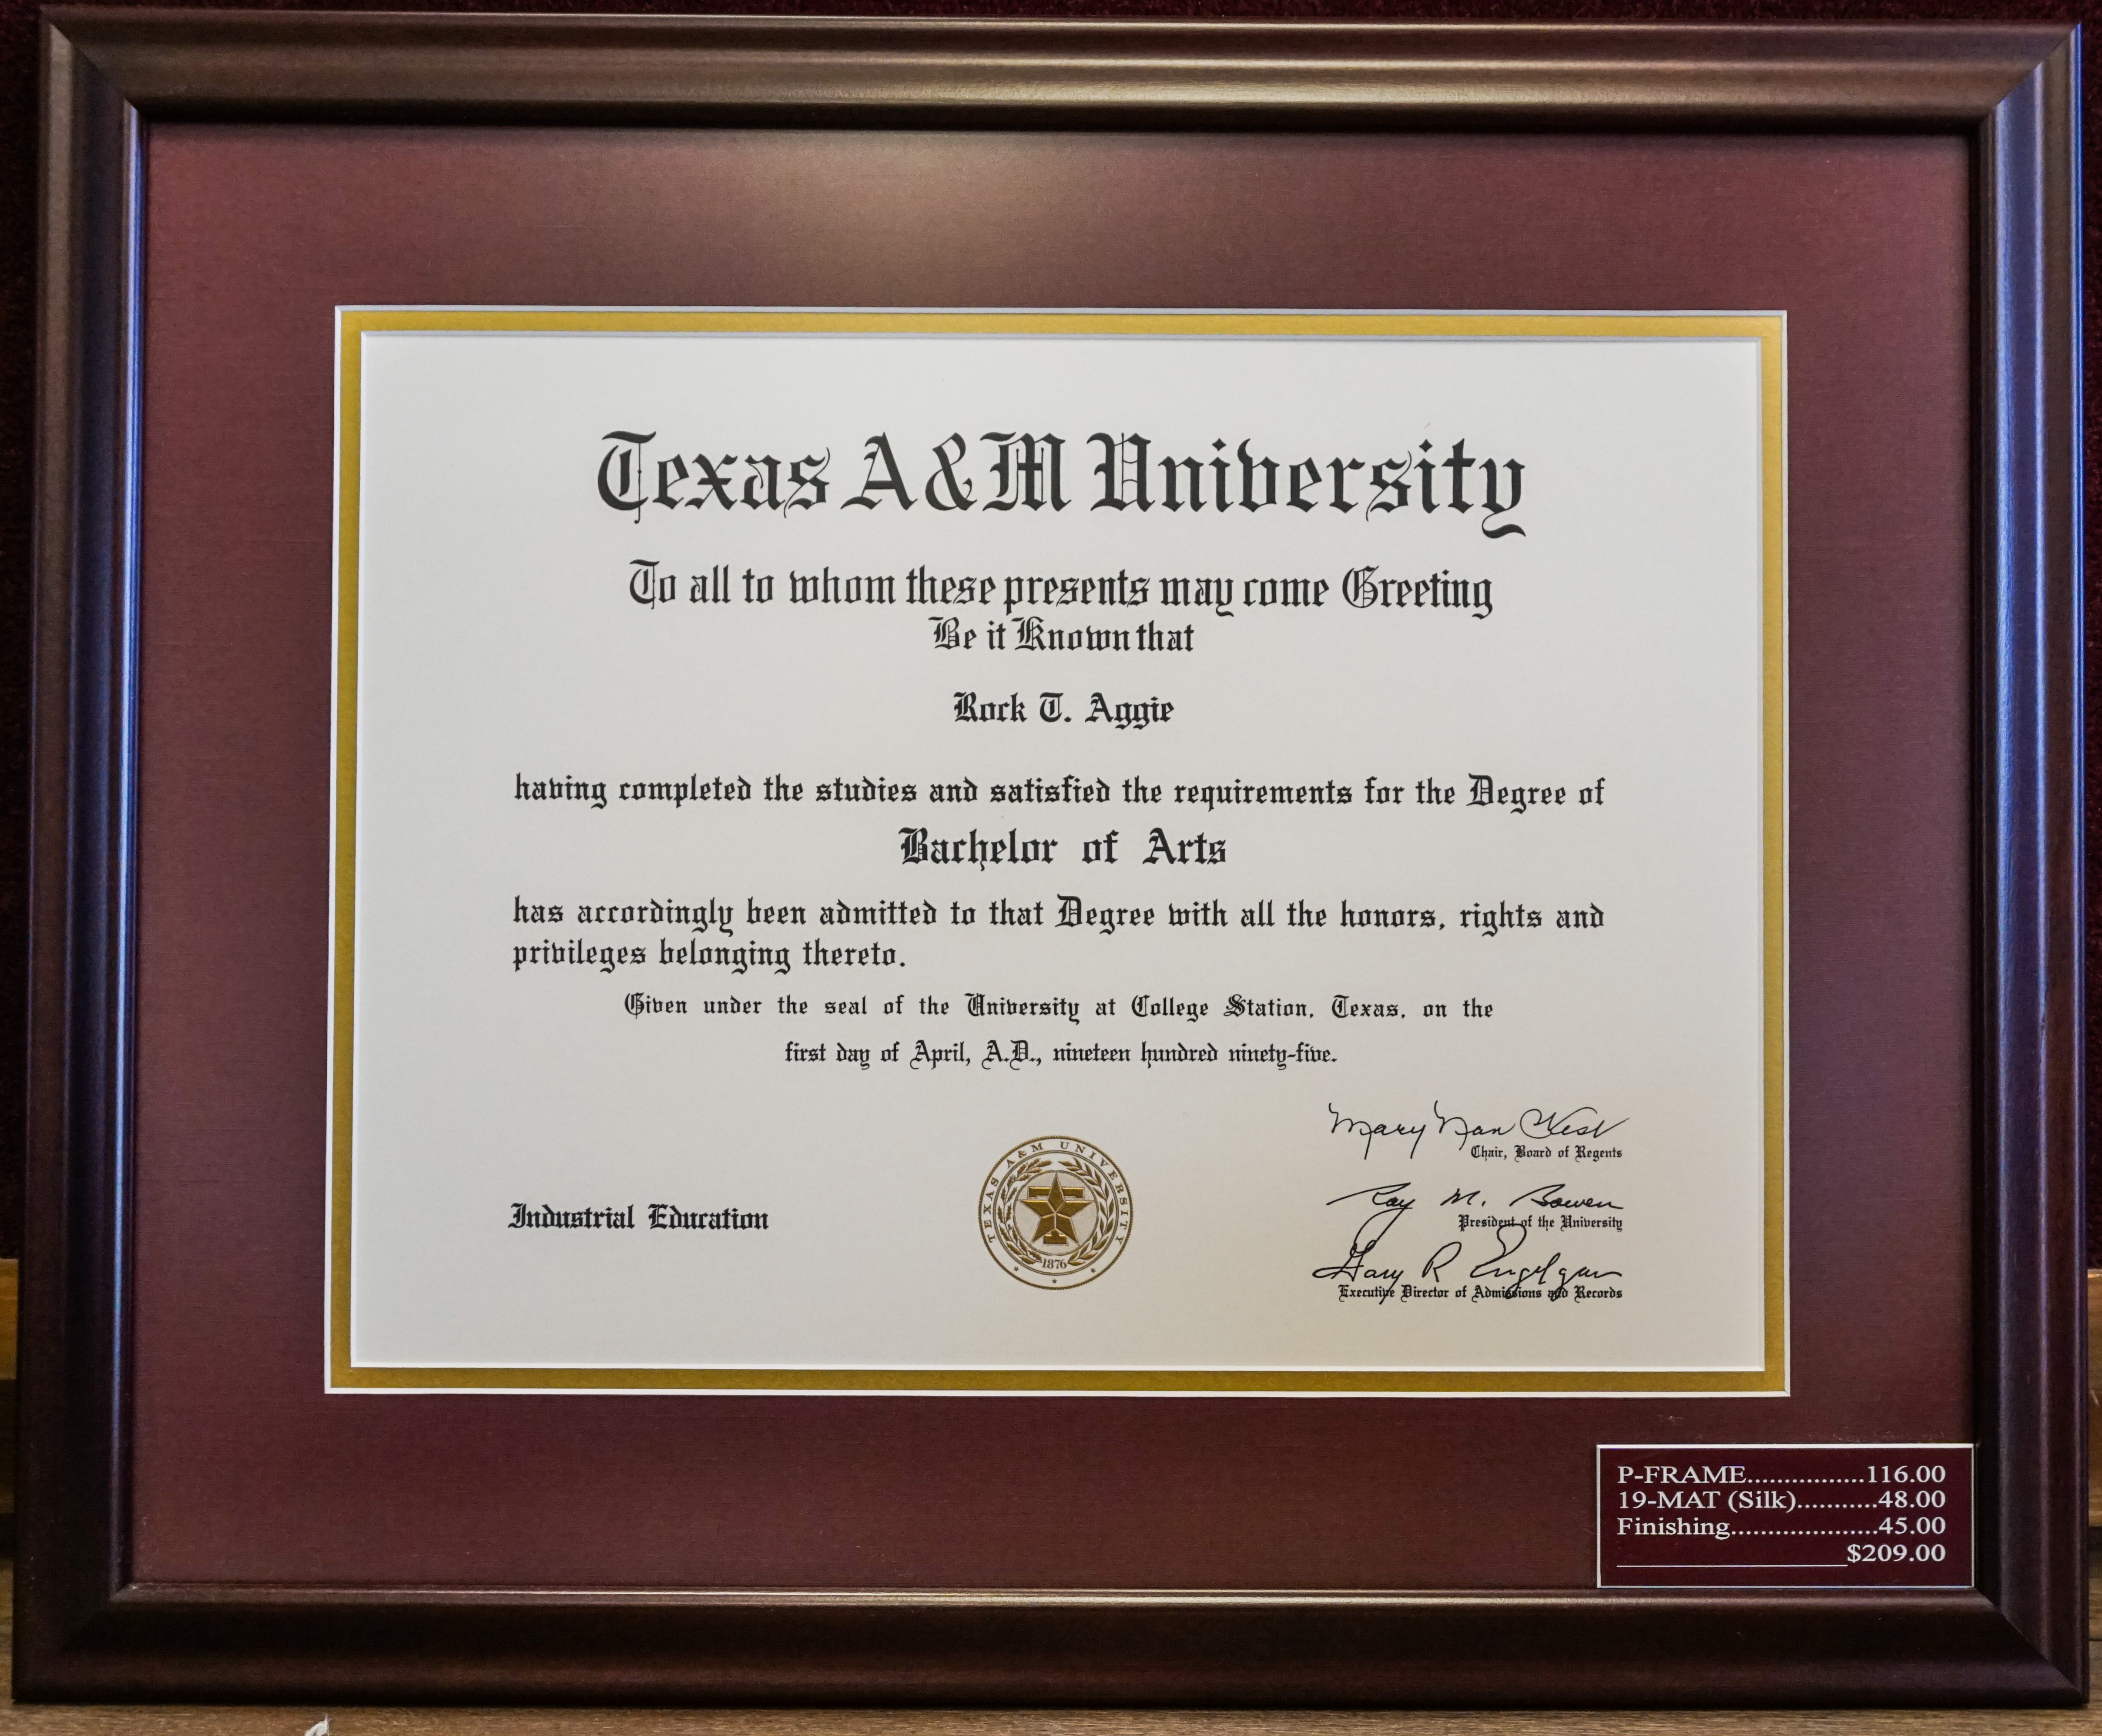 Texas A&M University
To all to whom these presents may come Greeting
Be it Known that
Rock T. Aggie
having completed the studies and satisfied the requirements for the Degree of
Bachelor of Arts
has accordingly been admitted to that Degree with all the honors, rights and
privileges belonging thereto.
Given under the seal of the University at College Station, Texas, on the
first day of April, A.D., nineteen hundred ninety-five.
Industrial Education
TEXAS A&M UNIVERSITY
1876
Mary Nan West
Chair, Board of Regents
Ray M. Bowen
President of the University
Gary R Engelgau
Executive Director of Admissions and Records
P-FRAME................116.00
19-MAT (Silk)...........48.00
Finishing....................45.00
$209.00